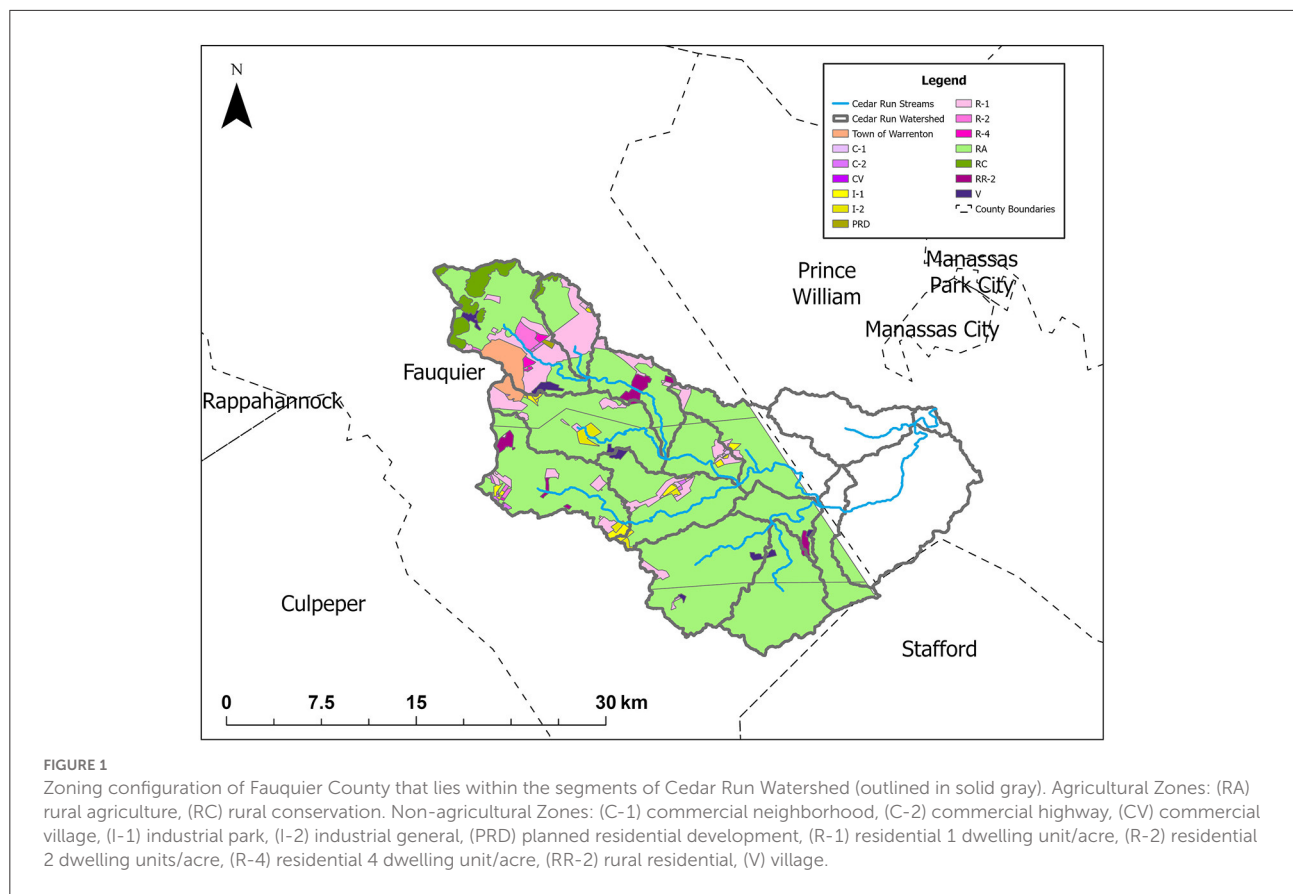 N
Legend
Cedar Run Streams
Cedar Run Watershed
Town of Warrenton
C-1
C-2
CV
I-1
I-2
PRD
R-1
R-2
R-4
RA
RC
RR-2
V
County Boundaries
Prince
William
Manassas
Park City
Manassas City
Fauquier
Rappahannock
Culpeper
Stafford
0 7.5 15 30 km
FIGURE 1
Zoning configuration of Fauquier County that lies within the segments of Cedar Run Watershed (outlined in solid gray). Agricultural Zones: (RA)
rural agriculture, (RC) rural conservation. Non-agricultural Zones: (C-1) commercial neighborhood, (C-2) commercial highway, (CV) commercial
village, (I-1) industrial park, (I-2) industrial general, (PRD) planned residential development, (R-1) residential 1 dwelling unit/acre, (R-2) residential
2 dwelling units/acre, (R-4) residential 4 dwelling unit/acre, (RR-2) rural residential, (V) village.